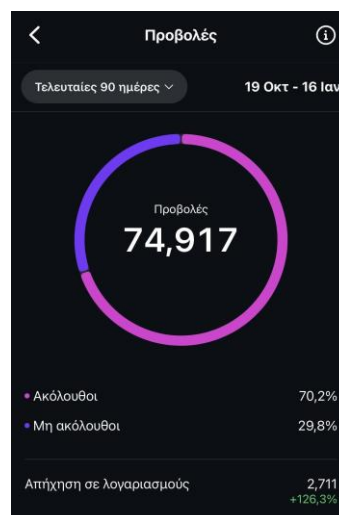 Προβολές
Τελευταίες 90 ημέρες
19 Οκτ - 16 Ιαν
Προβολές
74,917
Ακόλουθοι 70,2%
Μη ακόλουθοι 29,8%
Απήχηση σε λογαριασμούς 2,711
+126,3%